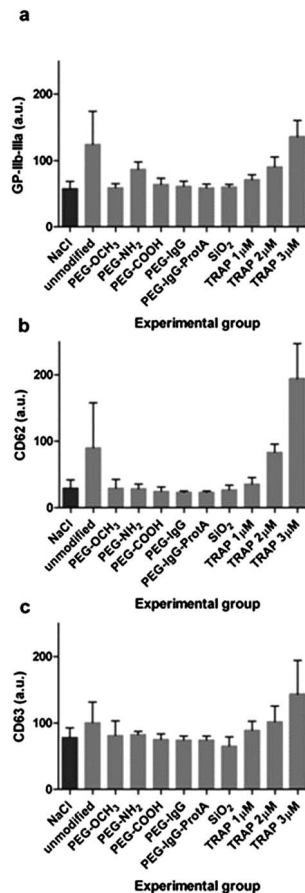 a
GP-IIb-IIIa (a.u.)
200
100
0
NaCl
unmodified
PEG-OCH₃
PEG-NH₂
PEG-COOH
PEG-IgG
PEG-IgG-ProtA
SiO₂
TRAP 1µM
TRAP 2µM
TRAP 3µM
Experimental group
b
CD62 (a.u.)
200
100
0
NaCl
unmodified
PEG-OCH₃
PEG-NH₂
PEG-COOH
PEG-IgG
PEG-IgG-ProtA
SiO₂
TRAP 1µM
TRAP 2µM
TRAP 3µM
Experimental group
c
CD63 (a.u.)
200
100
0
NaCl
unmodified
PEG-OCH₃
PEG-NH₂
PEG-COOH
PEG-IgG
PEG-IgG-ProtA
SiO₂
TRAP 1µM
TRAP 2µM
TRAP 3µM
Experimental group